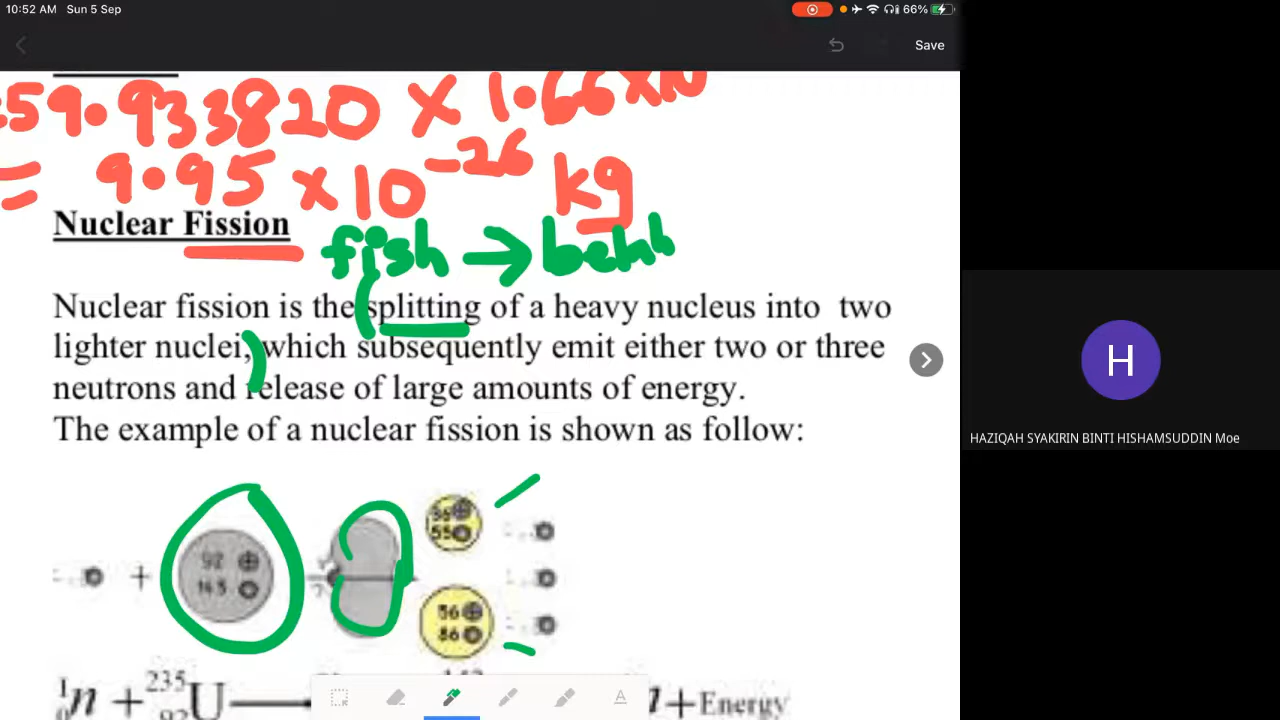 10:52 AM Sun 5 Sep
66%
Save
59.933820 × 1.66×10
= 9.95 × 10^-26 kg
Nuclear Fission
fish →
Nuclear fission is the splitting of a heavy nucleus into two
lighter nuclei, which subsequently emit either two or three
neutrons and release of large amounts of energy.
The example of a nuclear fission is shown as follow:
92
56
86
H
HAZIQAH SYAKIRIN BINTI HISHAMSUDDIN Moe
A
1 n + 235 92 U → n + Energy